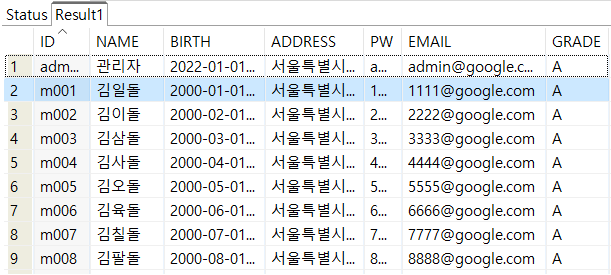 Status Result1
ID NAME BIRTH ADDRESS PW EMAIL GRADE
1 adm... 관리자 2022-01-01... 서울특별시... a... admin@google.c... A
2 m001 김일돌 2000-01-01... 서울특별시... 1... 1111@google.com A
3 m002 김이돌 2000-02-01... 서울특별시... 2... 2222@google.com A
4 m003 김삼돌 2000-03-01... 서울특별시... 3... 3333@google.com A
5 m004 김사돌 2000-04-01... 서울특별시... 4... 4444@google.com A
6 m005 김오돌 2000-05-01... 서울특별시... 5... 5555@google.com A
7 m006 김육돌 2000-06-01... 서울특별시... 6... 6666@google.com A
8 m007 김칠돌 2000-07-01... 서울특별시... 7... 7777@google.com A
9 m008 김팔돌 2000-08-01... 서울특별시... 8... 8888@google.com A